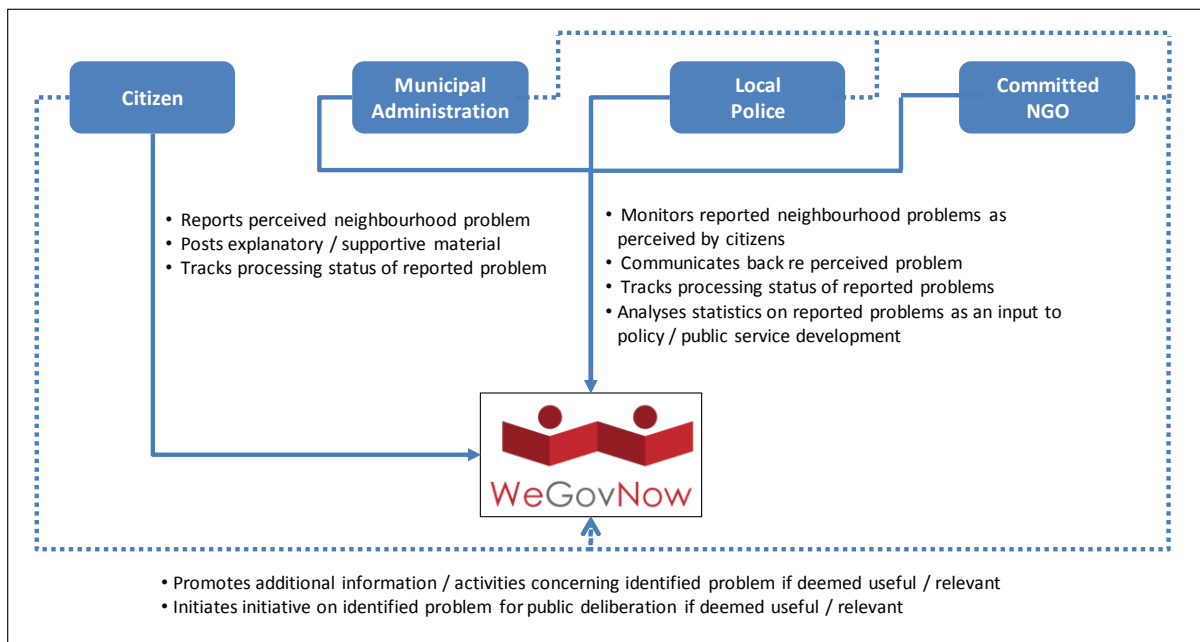 Citizen
Municipal
Administration
Local
Police
Committed
NGO
• Reports perceived neighbourhood problem
• Posts explanatory / supportive material
• Tracks processing status of reported problem
• Monitors reported neighbourhood problems as
perceived by citizens
• Communicates back re perceived problem
• Tracks processing status of reported problems
• Analyses statistics on reported problems as an input to
policy / public service development
WeGovNow
• Promotes additional information / activities concerning identified problem if deemed useful / relevant
• Initiates initiative on identified problem for public deliberation if deemed useful / relevant